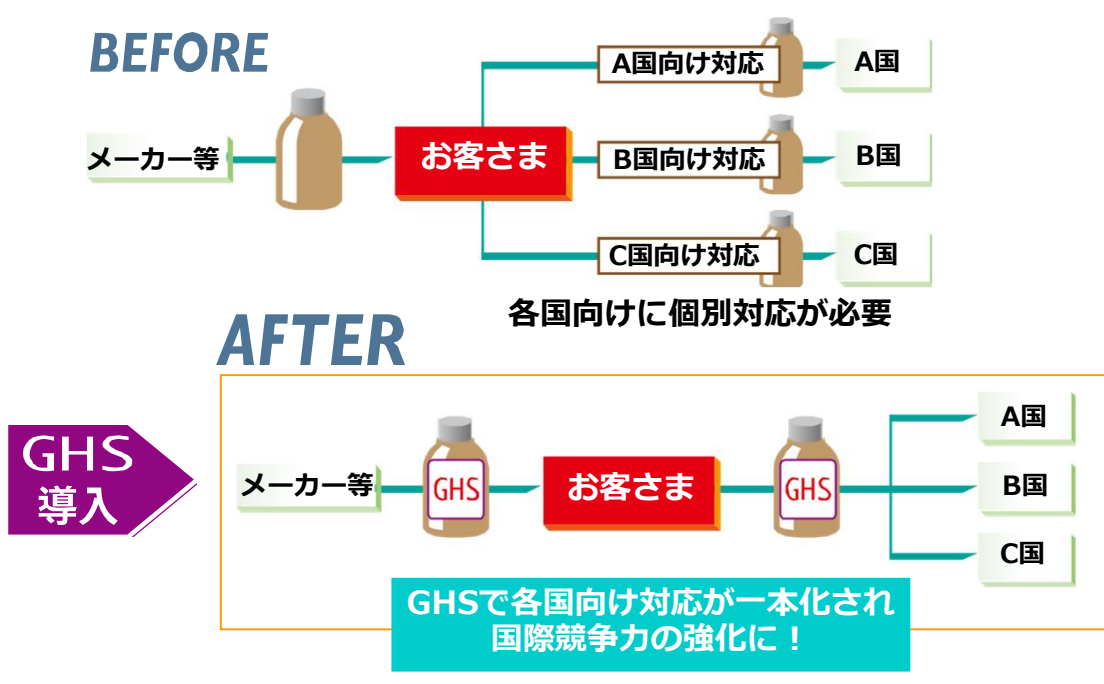 BEFORE
メーカー等
お客さま
A国向け対応
A国
B国向け対応
B国
C国向け対応
C国
各国向けに個別対応が必要
AFTER
GHS
導入
メーカー等
GHS
お客さま
GHS
A国
B国
C国
GHSで各国向け対応が一本化され
国際競争力の強化に！